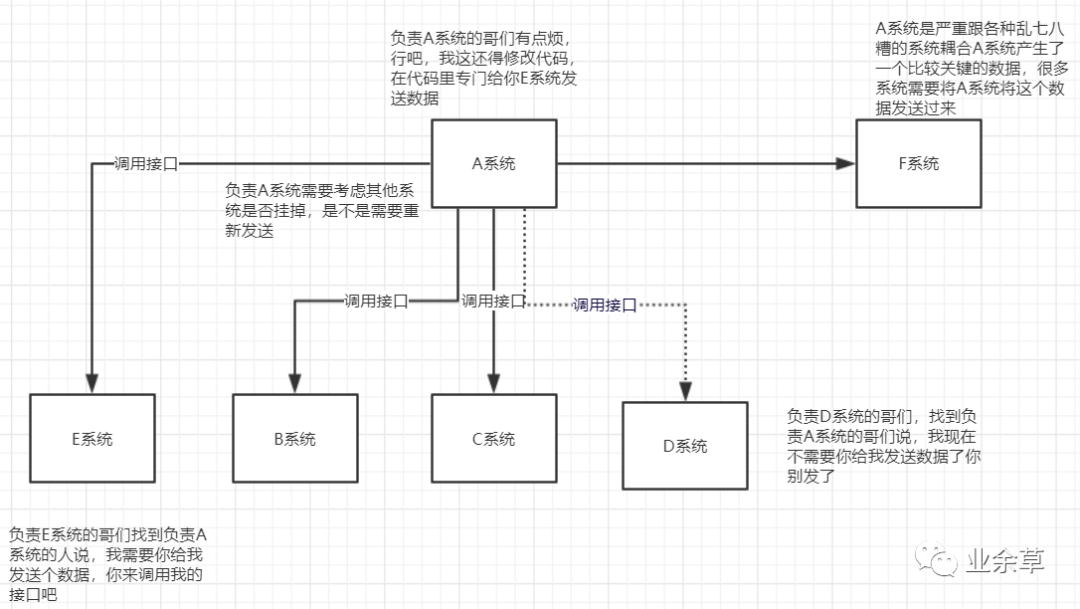 负责A系统的哥们有点烦，
行吧，我这还得修改代码，
在代码里专门给你E系统发
送数据
A系统是严重跟各种乱七八
糟的系统耦合A系统产生了
一个比较关键的数据，很多
系统需要将A系统将这个数
据发送过来
调用接口
A系统
F系统
负责A系统需要考虑其他系
统是否挂掉，是不是需要重
新发送
调用接口
调用接口
调用接口
E系统
B系统
C系统
D系统
负责D系统的哥们，找到负
责A系统的哥们说，我现在
不需要你给我发送数据了你
别发了
负责E系统的哥们找到负责A
系统的人说，我需要你给我
发送个数据，你来调用我的
接口吧
业余草